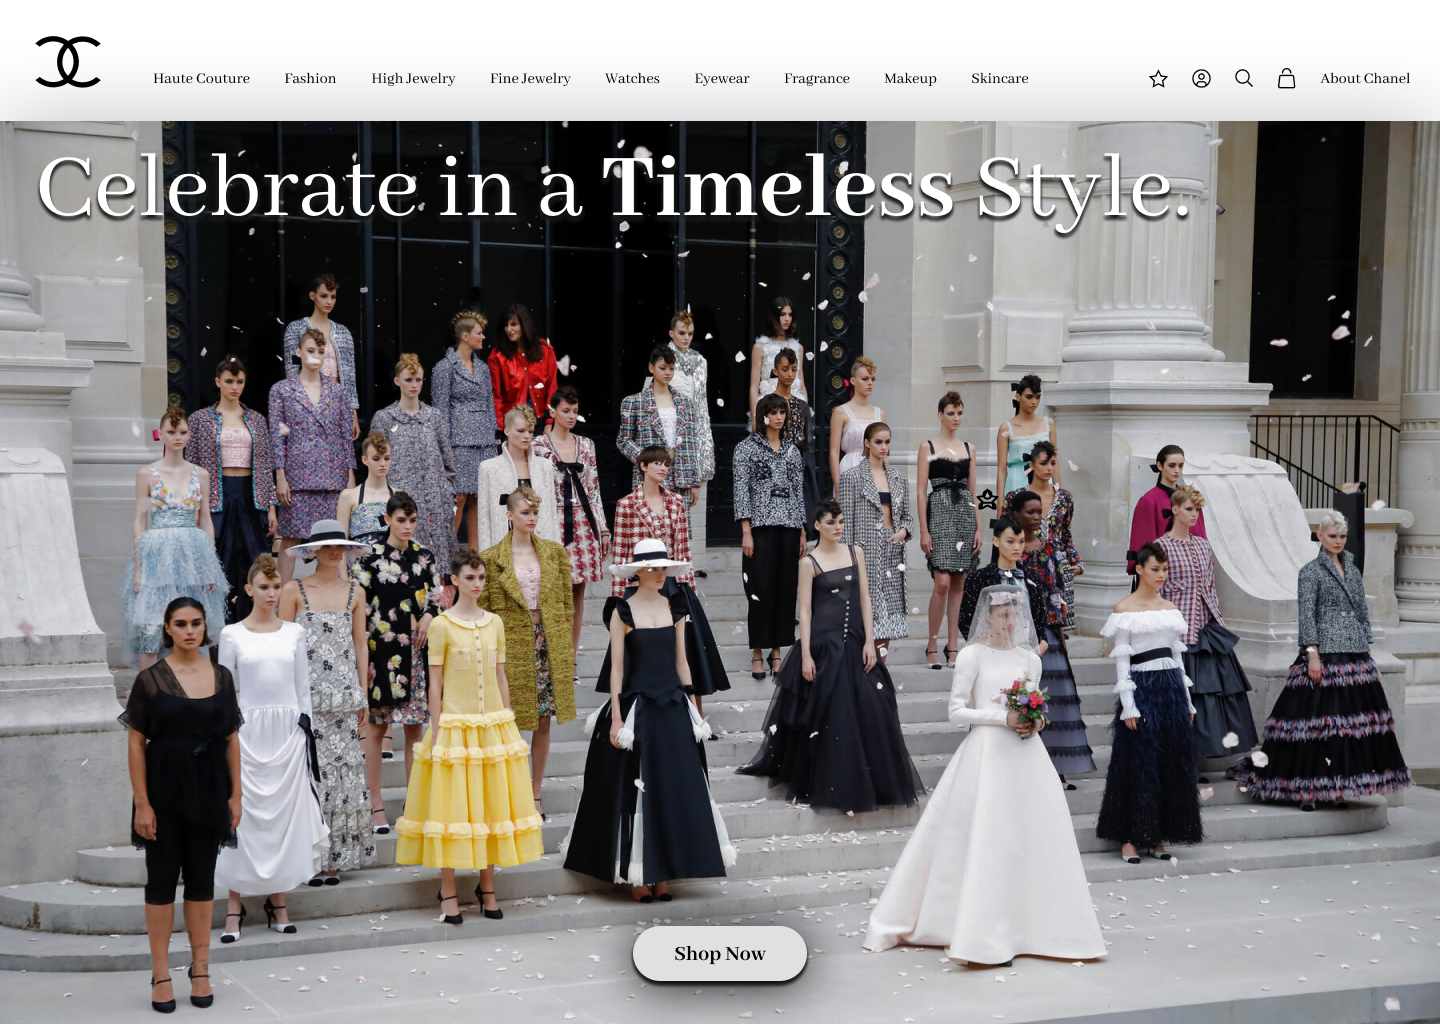 Haute Couture Fashion High Jewelry Fine Jewelry Watches Eyewear Fragrance Makeup Skincare About Chanel
Celebrate in a Timeless Style.
Shop Now